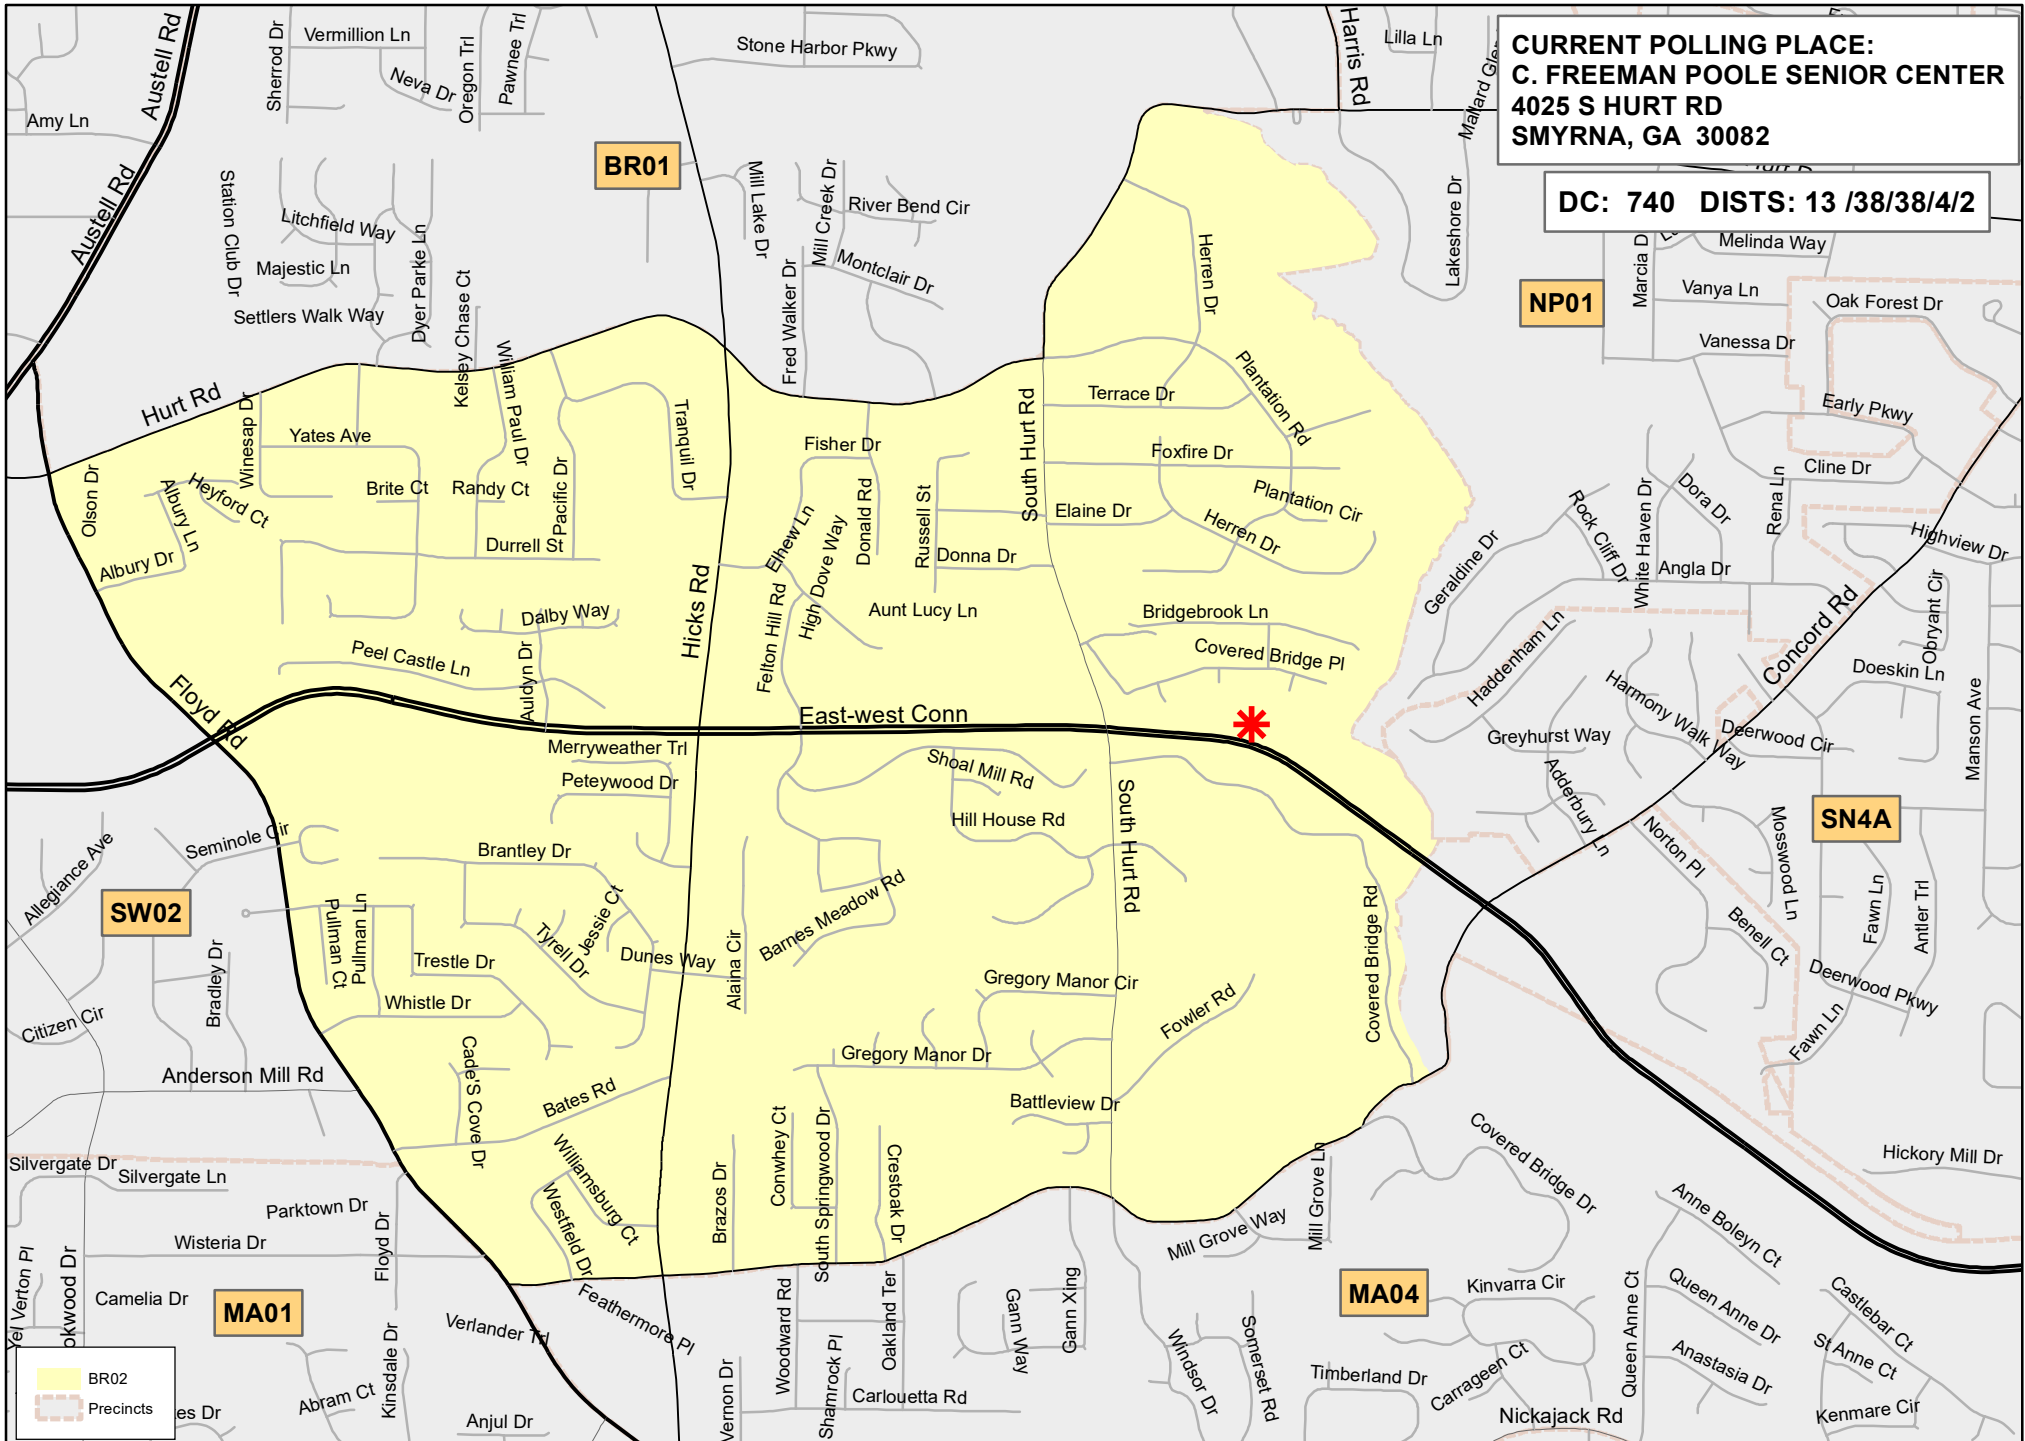 CURRENT POLLING PLACE:
C. FREEMAN POOLE SENIOR CENTER
4025 S HURT RD
SMYRNA, GA 30082
DC: 740 DISTS: 13 /38/38/4/2
Austell Rd
Sherrod Dr
Vermillion Ln
Neva Dr
Oregon Trl
Pawnee Trl
Stone Harbor Pkwy
Harris Rd
Lilla Ln
Amy Ln
Austell Rd
BR01
Station Club Dr
Litchfield Way
Majestic Ln
Settlers Walk Way
Dyer Parke Ln
Kelsey Chase Ct
Mill Lake Dr
Mill Creek Dr
River Bend Cir
Montclair Dr
Fred Walker Dr
Lakeshore Dr
NP01
Marcia D
Melinda Way
Vanya Ln
Oak Forest Dr
Vanessa Dr
Early Pkwy
Cline Dr
Herren Dr
Plantation Rd
Terrace Dr
South Hurt Rd
Foxfire Dr
Plantation Cir
Elaine Dr
Herren Dr
Hurt Rd
Winesap Dr
Yates Ave
William Paul Dr
Tranquil Dr
Pacific Dr
Brite Ct
Randy Ct
Durrell St
Olson Dr
Albury Ln
Heyford Ct
Albury Dr
Fisher Dr
Elhew Ln
High Dove Way
Donald Rd
Russell St
Donna Dr
Aunt Lucy Ln
Felton Hill Rd
Hicks Rd
Dalby Way
Peel Castle Ln
Auldyn Dr
Floyd Rd
Bridgebrook Ln
Covered Bridge Pl
Geraldine Dr
Rock Cliff Dr
White Haven Dr
Dora Dr
Rena Ln
Angla Dr
Highview Dr
Obryant Cir
Concord Rd
Doeskin Ln
Manson Ave
Haddenham Ln
Harmony Walk Way
Deerwood Cir
Greyhurst Way
Adderbury Ln
East-west Conn
Merryweather Trl
Peteywood Dr
Shoal Mill Rd
Hill House Rd
South Hurt Rd
Norton Pl
Mosswood Ln
SN4A
Benell Ct
Fawn Ln
Antler Trl
Deerwood Pkwy
Fawn Ln
Allegiance Ave
Seminole Cir
SW02
Brantley Dr
Jessie Ct
Tyrell Dr
Dunes Way
Pullman Ct
Pullman Ln
Trestle Dr
Whistle Dr
Bradley Dr
Citizen Cir
Alaina Cir
Barnes Meadow Rd
Covered Bridge Rd
Gregory Manor Cir
Fowler Rd
Gregory Manor Dr
Battleview Dr
Anderson Mill Rd
Cade'S Cove Dr
Bates Rd
Williamsburg Ct
Westfield Dr
Brazos Dr
Conwhey Ct
South Springwood Dr
Crestoak Dr
Silvergate Dr
Silvergate Ln
Parktown Dr
Wisteria Dr
Floyd Dr
Camelia Dr
MA01
Kinsdale Dr
Verlander Trl
Feathermore Pl
Abram Ct
Anjul Dr
Vernon Dr
Woodward Rd
Shamrock Pl
Oakland Ter
Carlouetta Rd
Gann Way
Gann Xing
Mill Grove Way
Mill Grove Ln
Windsor Dr
Somerset Rd
MA04
Covered Bridge Dr
Kinvarra Cir
Timberland Dr
Carrageen Ct
Nickajack Rd
Queen Anne Ct
Anne Boleyn Ct
Queen Anne Dr
Anastasia Dr
Hickory Mill Dr
Castlebar Ct
St Anne Ct
Kenmare Cir
BR02
Precincts